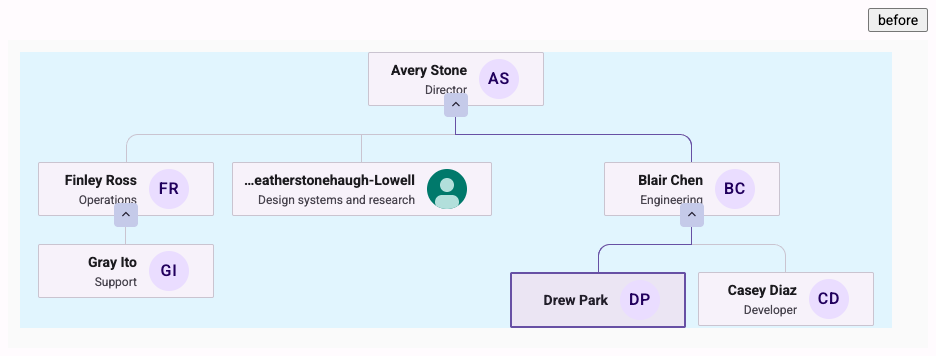 before
Avery Stone
Director
AS
Finley Ross
Operations
FR
…eatherstonehaugh-Lowell
Design systems and research
Blair Chen
Engineering
BC
Gray Ito
Support
GI
Drew Park
DP
Casey Diaz
Developer
CD